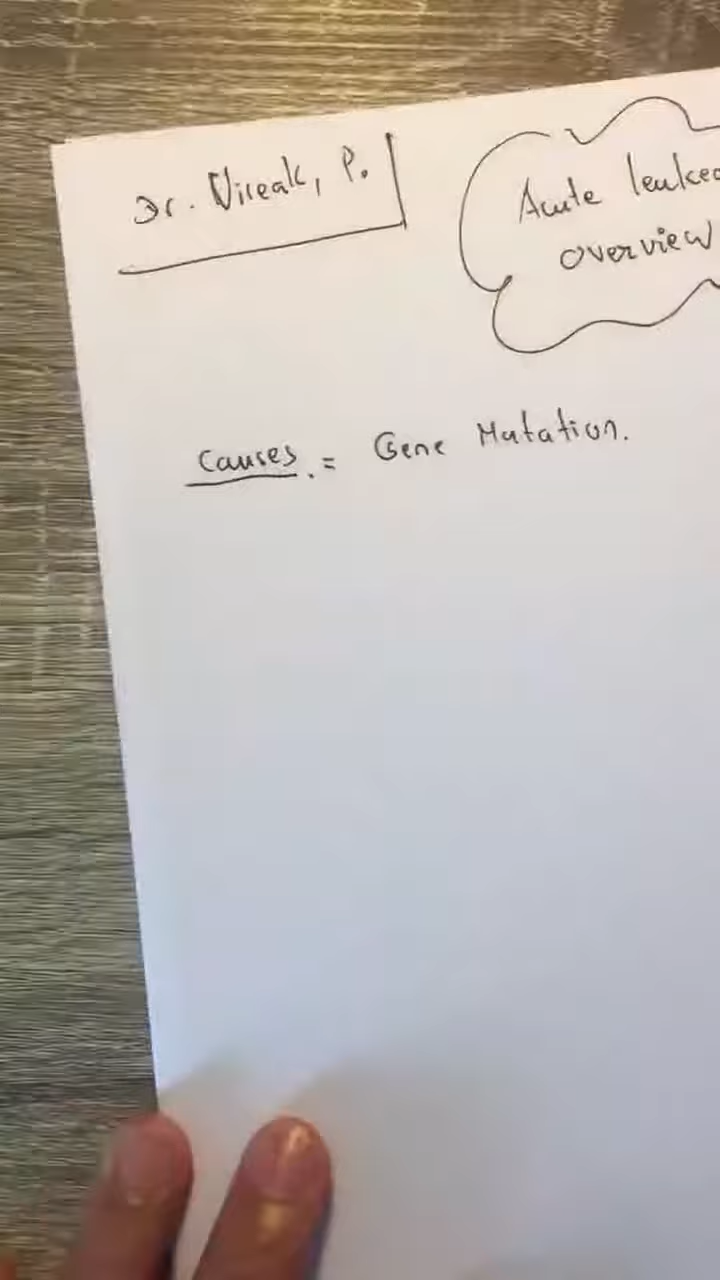 Dr. Vireak, P.
Acute leuke
overview
Causes. = Gene Mutation.